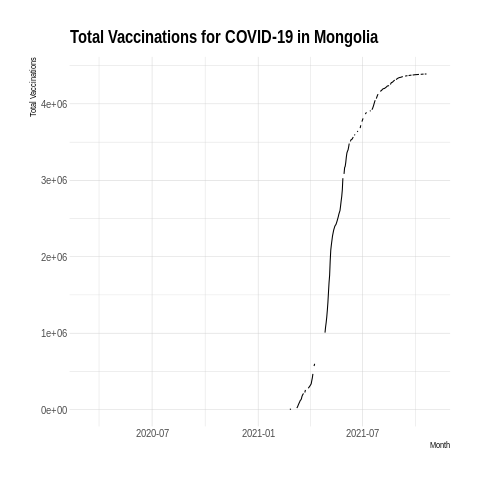 Total Vaccinations for COVID-19 in Mongolia
Total Vaccinations
4e+06
3e+06
2e+06
1e+06
0e+00
2020-07
2021-01
2021-07
Month